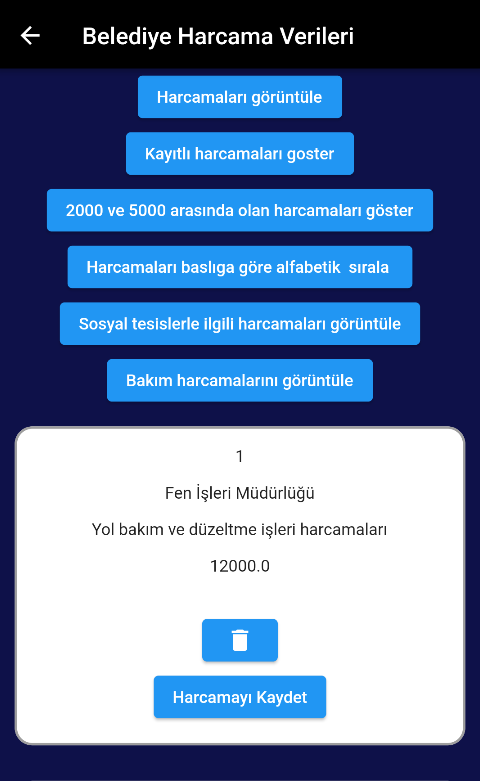 Belediye Harcama Verileri
Harcamaları görüntüle
Kayıtlı harcamaları goster
2000 ve 5000 arasında olan harcamaları göster
Harcamaları baslıga göre alfabetik  sırala
Sosyal tesislerle ilgili harcamaları görüntüle
Bakım harcamalarını görüntüle
1
Fen İşleri Müdürlüğü
Yol bakım ve düzeltme işleri harcamaları
12000.0
Harcamayı Kaydet